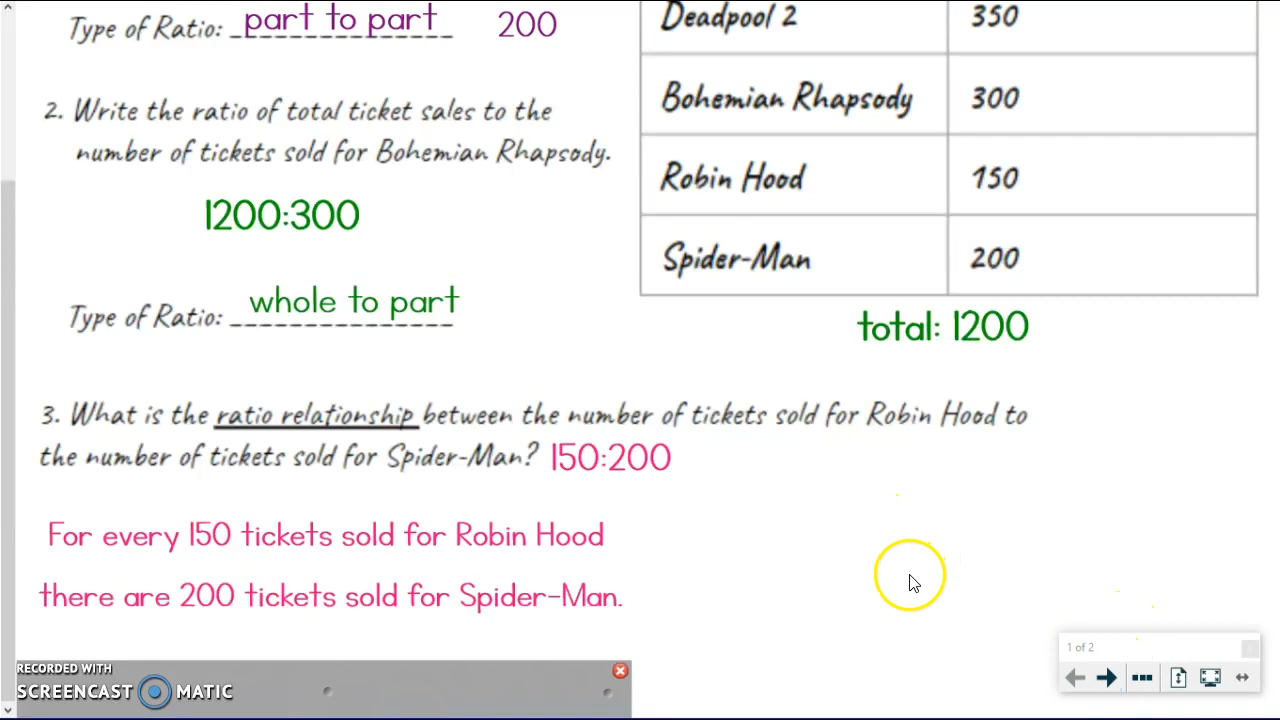 Type of Ratio: part to part 200
2. Write the ratio of total ticket sales to the
number of tickets sold for Bohemian Rhapsody.
1200:300
Type of Ratio: whole to part
Deadpool 2 350
Bohemian Rhapsody 300
Robin Hood 150
Spider-Man 200
total: 1200
3. What is the ratio relationship between the number of tickets sold for Robin Hood to
the number of tickets sold for Spider-Man? 150:200
For every 150 tickets sold for Robin Hood
there are 200 tickets sold for Spider-Man.
1 of 2
RECORDED WITH
SCREENCAST MATIC